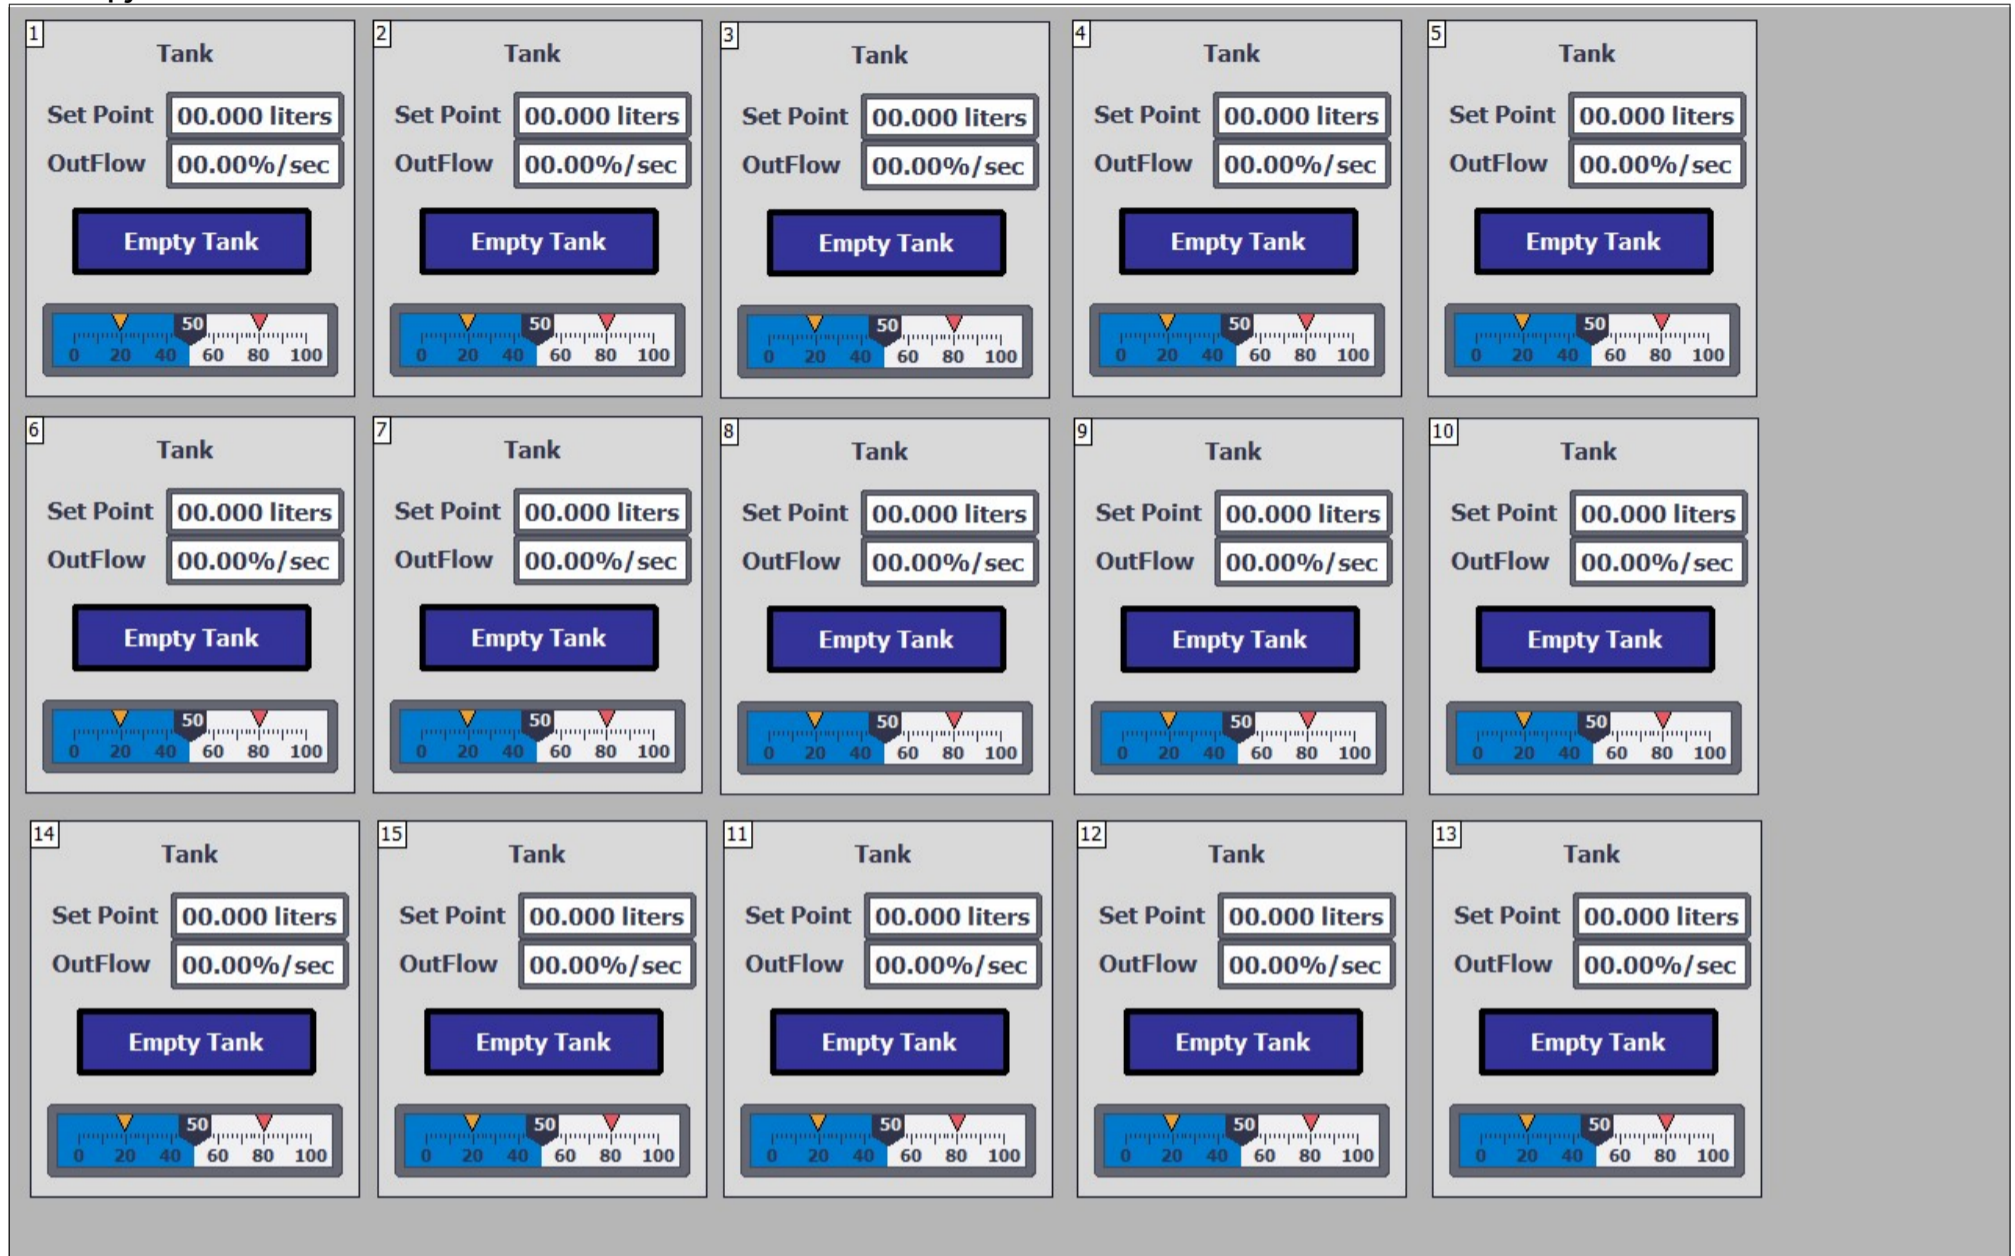 1 2 3 4 5
Tank Tank Tank Tank Tank
Set Point 00.000 liters Set Point 00.000 liters Set Point 00.000 liters Set Point 00.000 liters Set Point 00.000 liters
OutFlow 00.00%/sec OutFlow 00.00%/sec OutFlow 00.00%/sec OutFlow 00.00%/sec OutFlow 00.00%/sec
Empty Tank Empty Tank Empty Tank Empty Tank Empty Tank
50 50 50 50 50
0 20 40 60 80 100 0 20 40 60 80 100 0 20 40 60 80 100 0 20 40 60 80 100 0 20 40 60 80 100
6 7 8 9 10
Tank Tank Tank Tank Tank
Set Point 00.000 liters Set Point 00.000 liters Set Point 00.000 liters Set Point 00.000 liters Set Point 00.000 liters
OutFlow 00.00%/sec OutFlow 00.00%/sec OutFlow 00.00%/sec OutFlow 00.00%/sec OutFlow 00.00%/sec
Empty Tank Empty Tank Empty Tank Empty Tank Empty Tank
50 50 50 50 50
0 20 40 60 80 100 0 20 40 60 80 100 0 20 40 60 80 100 0 20 40 60 80 100 0 20 40 60 80 100
14 15 11 12 13
Tank Tank Tank Tank Tank
Set Point 00.000 liters Set Point 00.000 liters Set Point 00.000 liters Set Point 00.000 liters Set Point 00.000 liters
OutFlow 00.00%/sec OutFlow 00.00%/sec OutFlow 00.00%/sec OutFlow 00.00%/sec OutFlow 00.00%/sec
Empty Tank Empty Tank Empty Tank Empty Tank Empty Tank
50 50 50 50 50
0 20 40 60 80 100 0 20 40 60 80 100 0 20 40 60 80 100 0 20 40 60 80 100 0 20 40 60 80 100